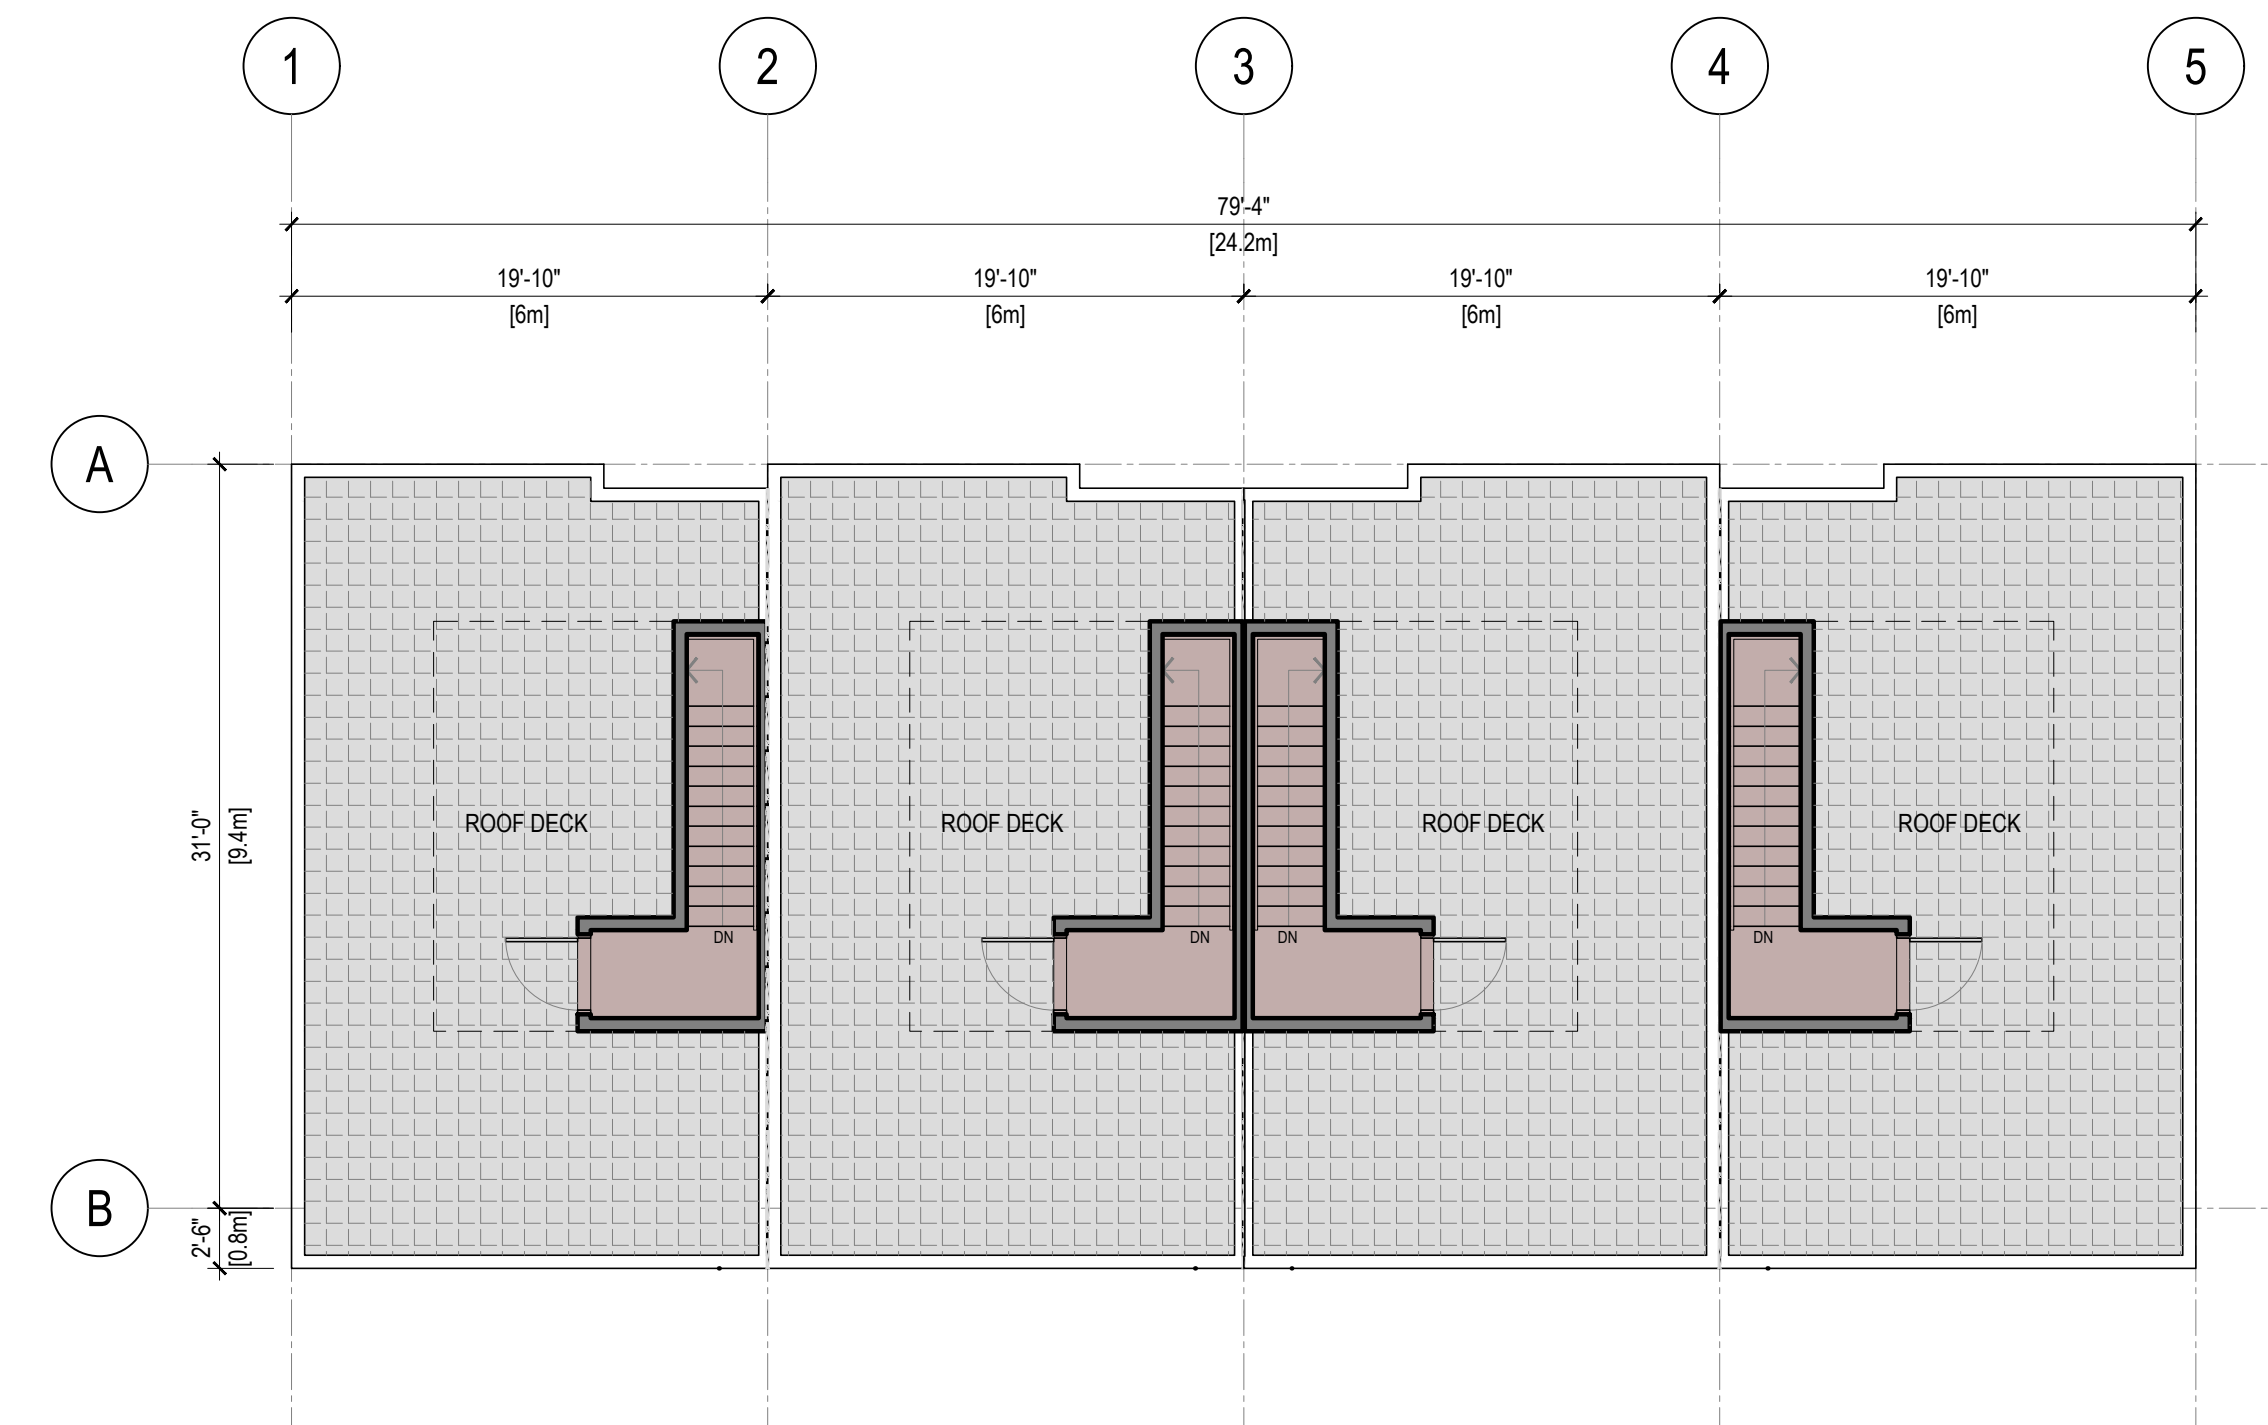 1 2 3 4 5
79'-4"
[24.2m]
19'-10" 19'-10" 19'-10" 19'-10"
[6m] [6m] [6m] [6m]
A
31'-0"
[9.4m]
ROOF DECK ROOF DECK ROOF DECK ROOF DECK
DN DN DN DN
B
2'-6"
[0.8m]